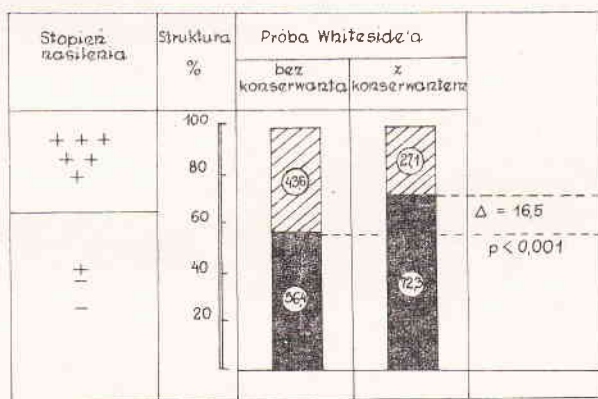 Stopień
nasilenia
Struktura
%
Próba Whiteside'a
bez
konserwanta
z
konserwantem
+ + +
+ +
+
+
−
−
100
80
60
40
20
43,6
56,4
27,1
72,3
Δ = 16,5
p < 0,001